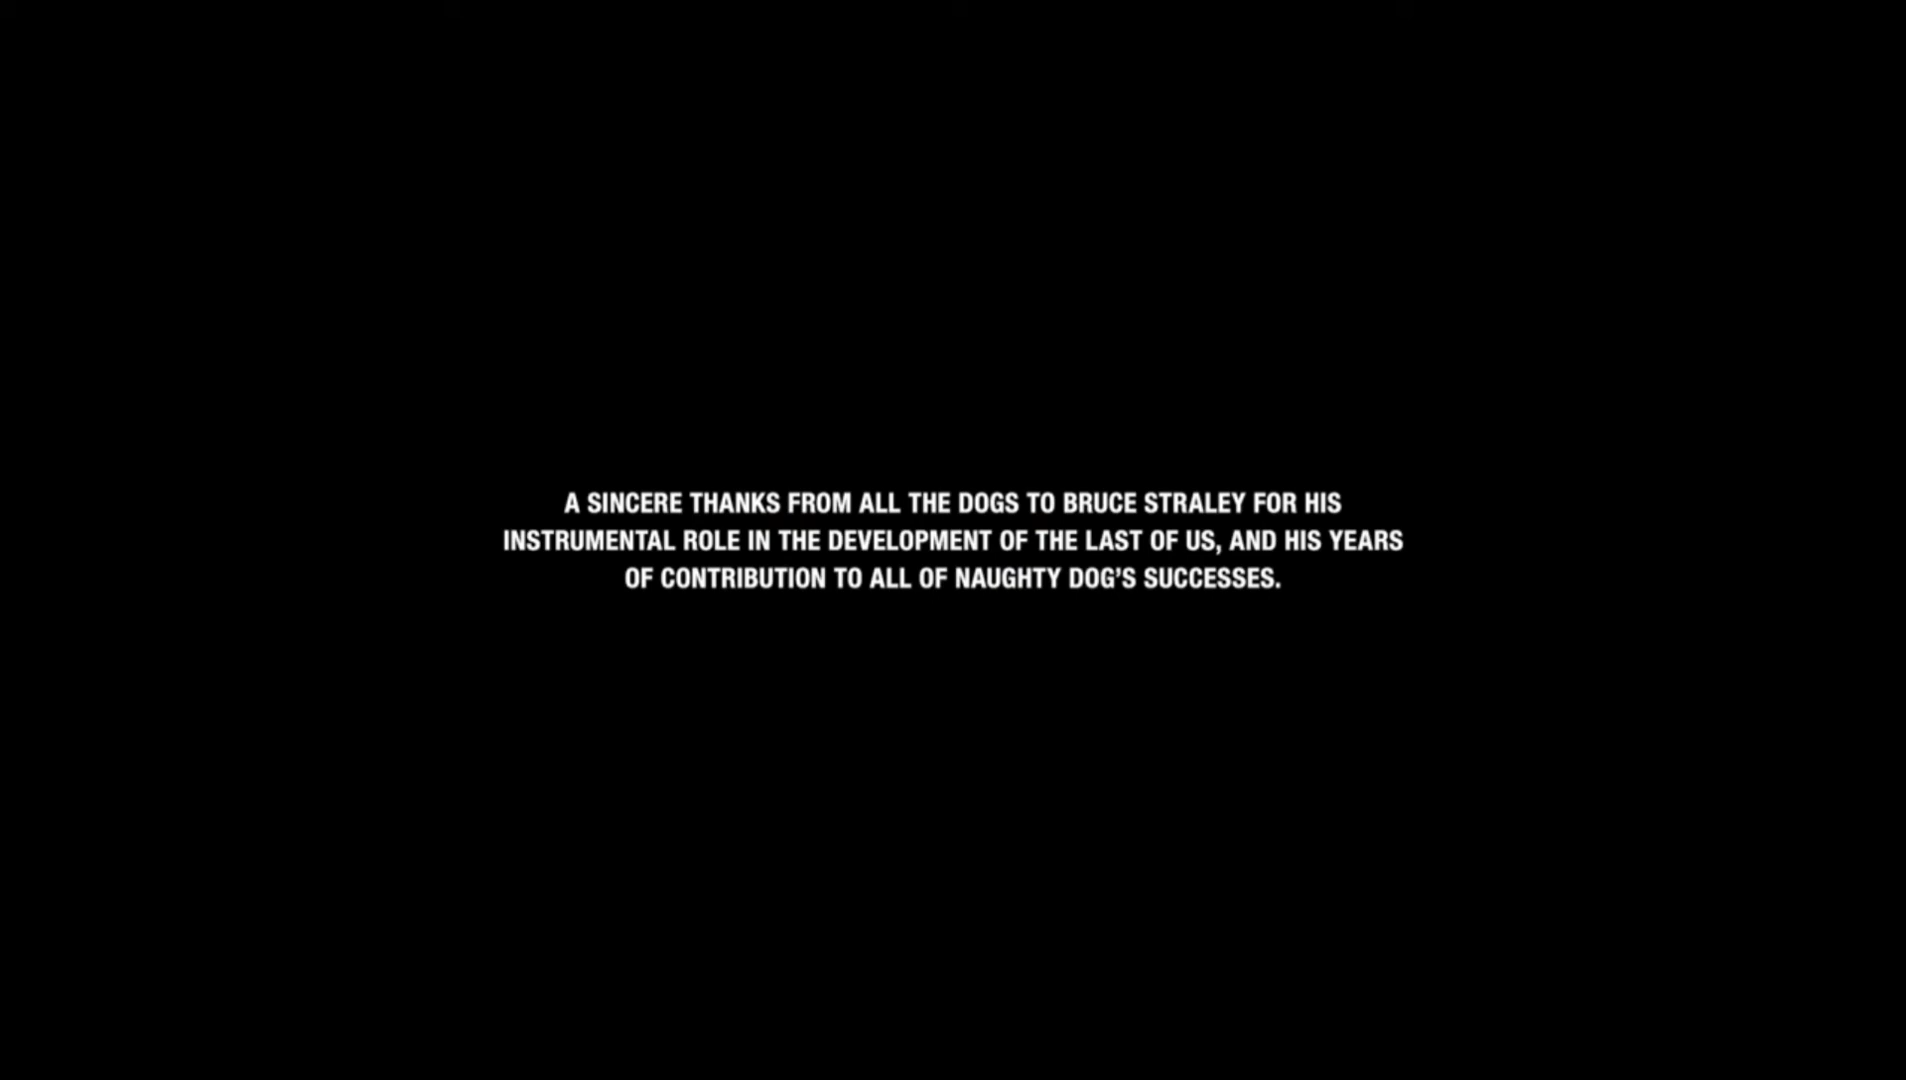 A SINCERE THANKS FROM ALL THE DOGS TO BRUCE STRALEY FOR HIS
INSTRUMENTAL ROLE IN THE DEVELOPMENT OF THE LAST OF US, AND HIS YEARS
OF CONTRIBUTION TO ALL OF NAUGHTY DOG’S SUCCESSES.